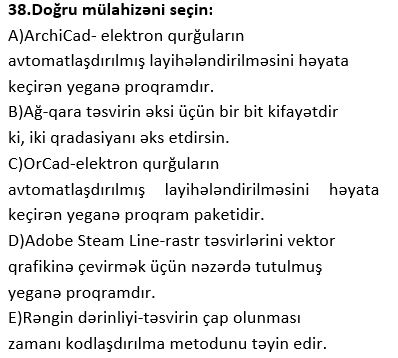 38.Doğru mülahizəni seçin:
A)ArchiCad- elektron qurğuların
avtomatlaşdırılmış layihələndirilməsini həyata
keçirən yeganə proqramdır.
B)Ağ-qara təsvirin əksi üçün bir bit kifayətdir
ki, iki qradasiyanı əks etdirsin.
C)OrCad-elektron qurğuların
avtomatlaşdırılmış layihələndirilməsini həyata
keçirən yeganə proqram paketidir.
D)Adobe Steam Line-rastr təsvirlərini vektor
qrafikinə çevirmək üçün nəzərdə tutulmuş
yeganə proqramdır.
E)Rəngin dərinliyi-təsvirin çap olunması
zamanı kodlaşdırılma metodunu təyin edir.